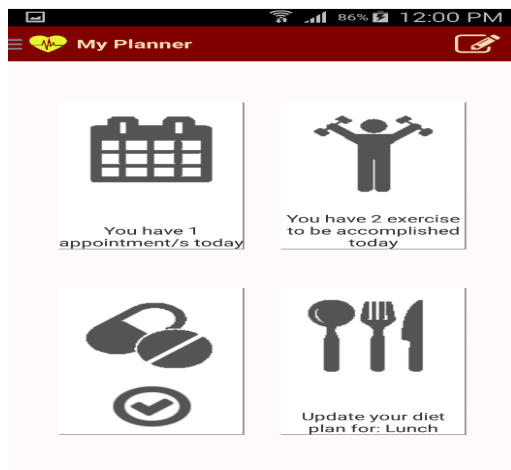 86% 12:00 PM
My Planner
You have 1
appointment/s today
You have 2 exercise
to be accomplished
today
Update your diet
plan for: Lunch